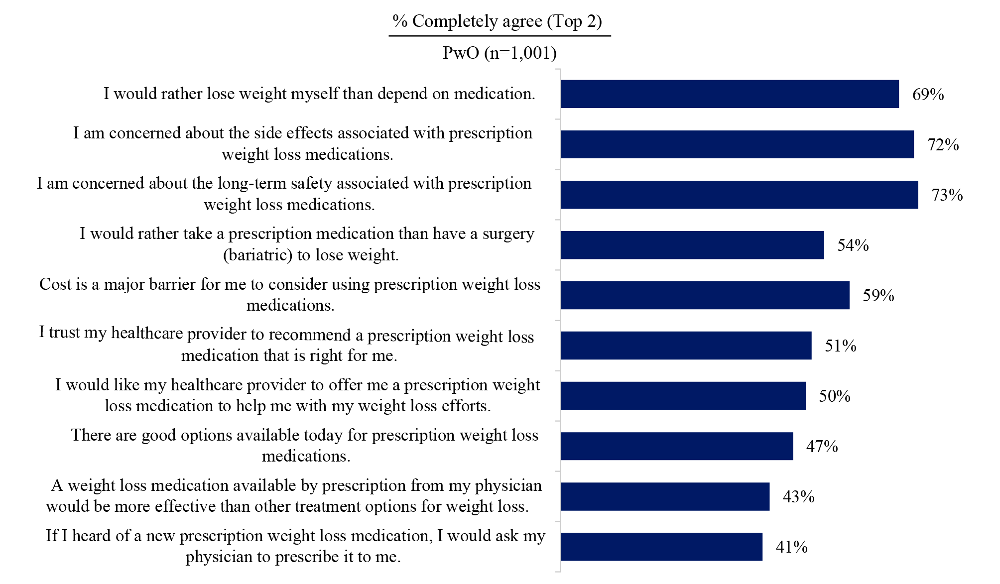 % Completely agree (Top 2)
PwO (n=1,001)
I would rather lose weight myself than depend on medication.
69%
I am concerned about the side effects associated with prescription
weight loss medications.
72%
I am concerned about the long-term safety associated with prescription
weight loss medications.
73%
I would rather take a prescription medication than have a surgery
(bariatric) to lose weight.
54%
Cost is a major barrier for me to consider using prescription weight loss
medications.
59%
I trust my healthcare provider to recommend a prescription weight loss
medication that is right for me.
51%
I would like my healthcare provider to offer me a prescription weight
loss medication to help me with my weight loss efforts.
50%
There are good options available today for prescription weight loss
medications.
47%
A weight loss medication available by prescription from my physician
would be more effective than other treatment options for weight loss.
43%
If I heard of a new prescription weight loss medication, I would ask my
physician to prescribe it to me.
41%